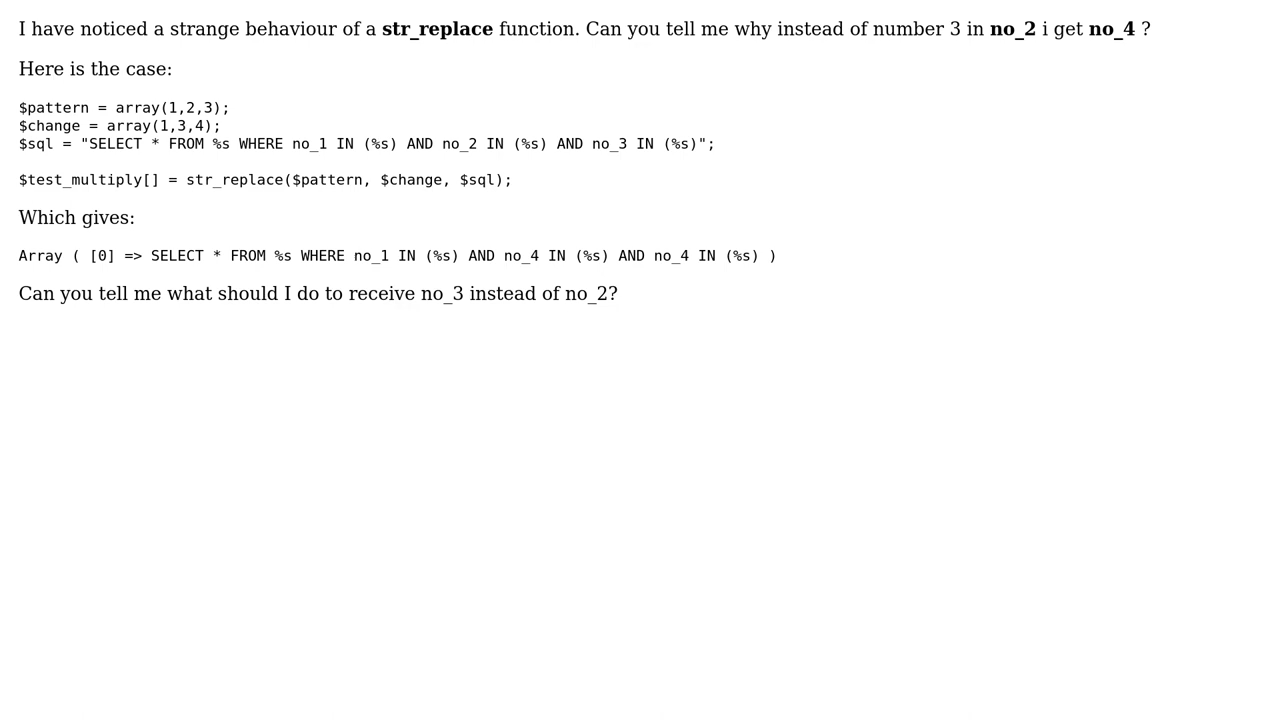 I have noticed a strange behaviour of a str_replace function. Can you tell me why instead of number 3 in no_2 i get no_4 ?
Here is the case:
$pattern = array(1,2,3);
$change = array(1,3,4);
$sql = "SELECT * FROM %s WHERE no_1 IN (%s) AND no_2 IN (%s) AND no_3 IN (%s)";
$test_multiply[] = str_replace($pattern, $change, $sql);
Which gives:
Array ( [0] => SELECT * FROM %s WHERE no_1 IN (%s) AND no_4 IN (%s) AND no_4 IN (%s) )
Can you tell me what should I do to receive no_3 instead of no_2?